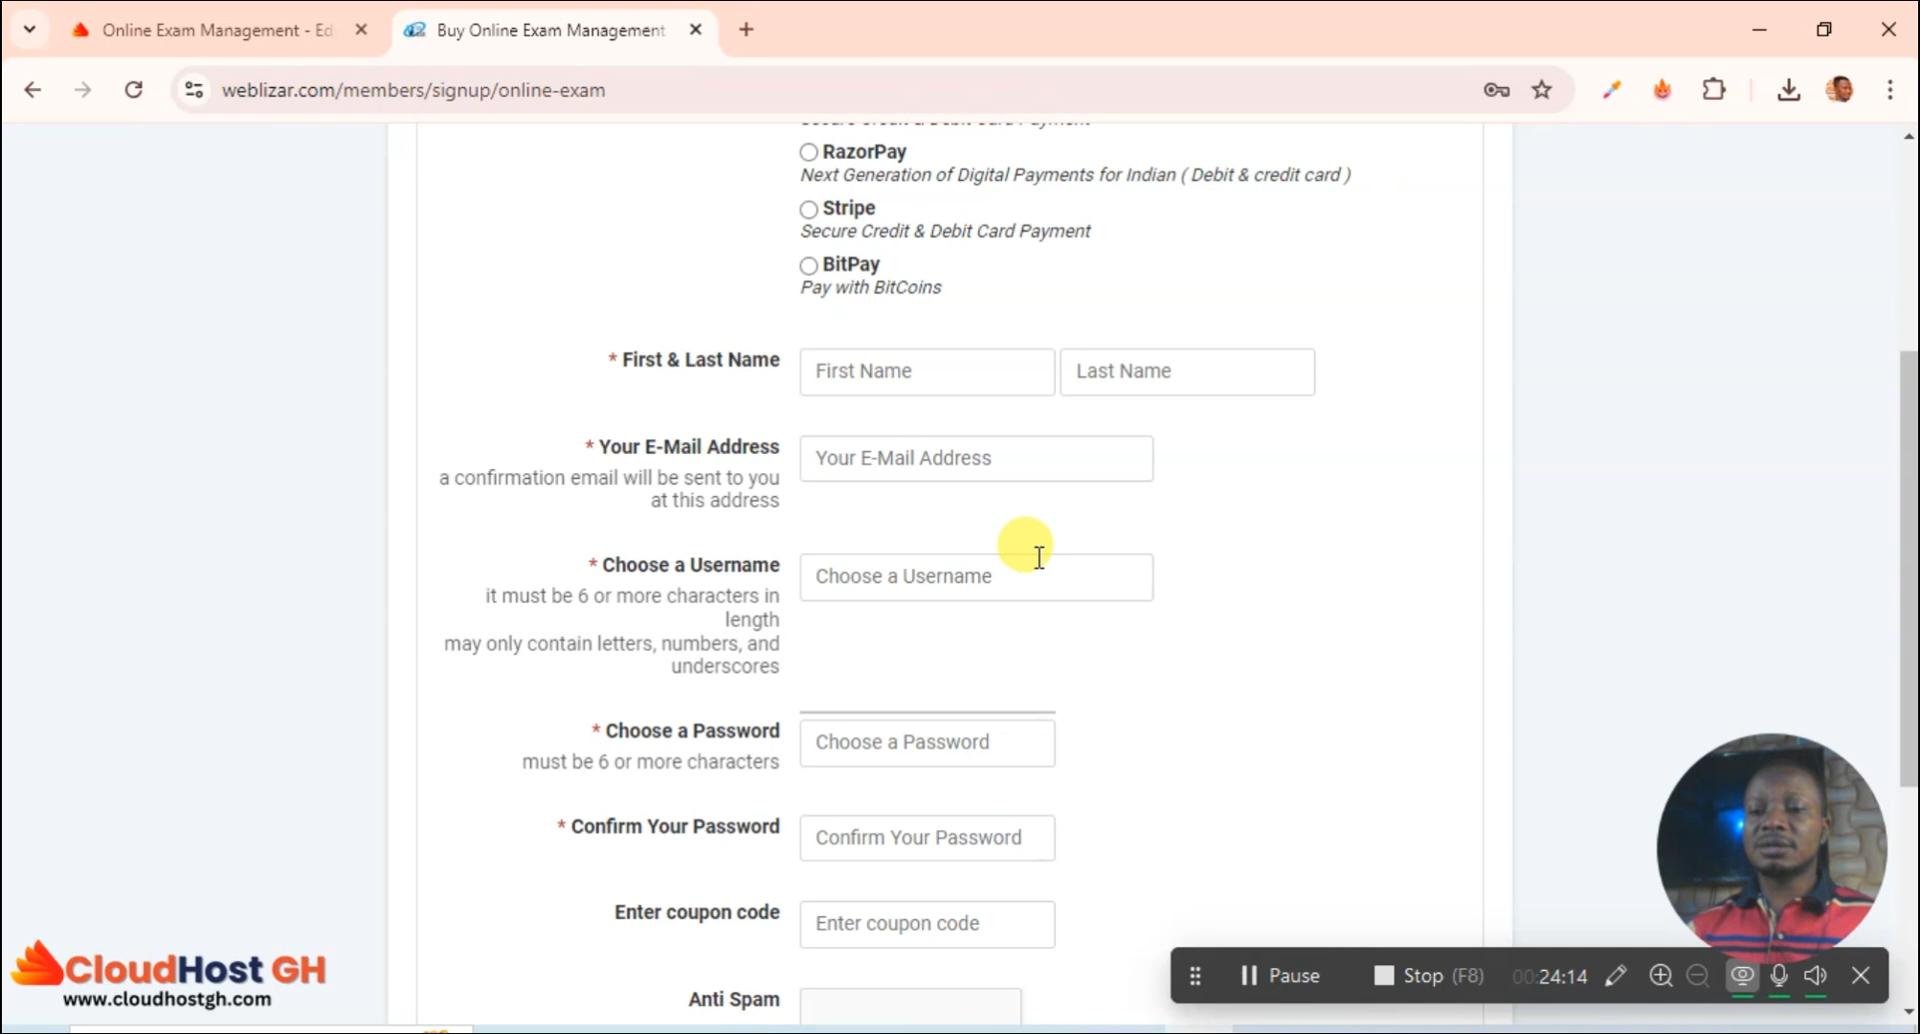 Online Exam Management - Ed
Buy Online Exam Management
weblizar.com/members/signup/online-exam
Secure Credit & Debit Card Payment
RazorPay
Next Generation of Digital Payments for Indian ( Debit & credit card )
Stripe
Secure Credit & Debit Card Payment
BitPay
Pay with BitCoins
* First & Last Name
First Name
Last Name
* Your E-Mail Address
a confirmation email will be sent to you
at this address
Your E-Mail Address
* Choose a Username
it must be 6 or more characters in
length
may only contain letters, numbers, and
underscores
Choose a Username
* Choose a Password
must be 6 or more characters
Choose a Password
* Confirm Your Password
Confirm Your Password
Enter coupon code
Enter coupon code
Anti Spam
CloudHost GH
www.cloudhostgh.com
Pause
Stop (F8)
00:24:14